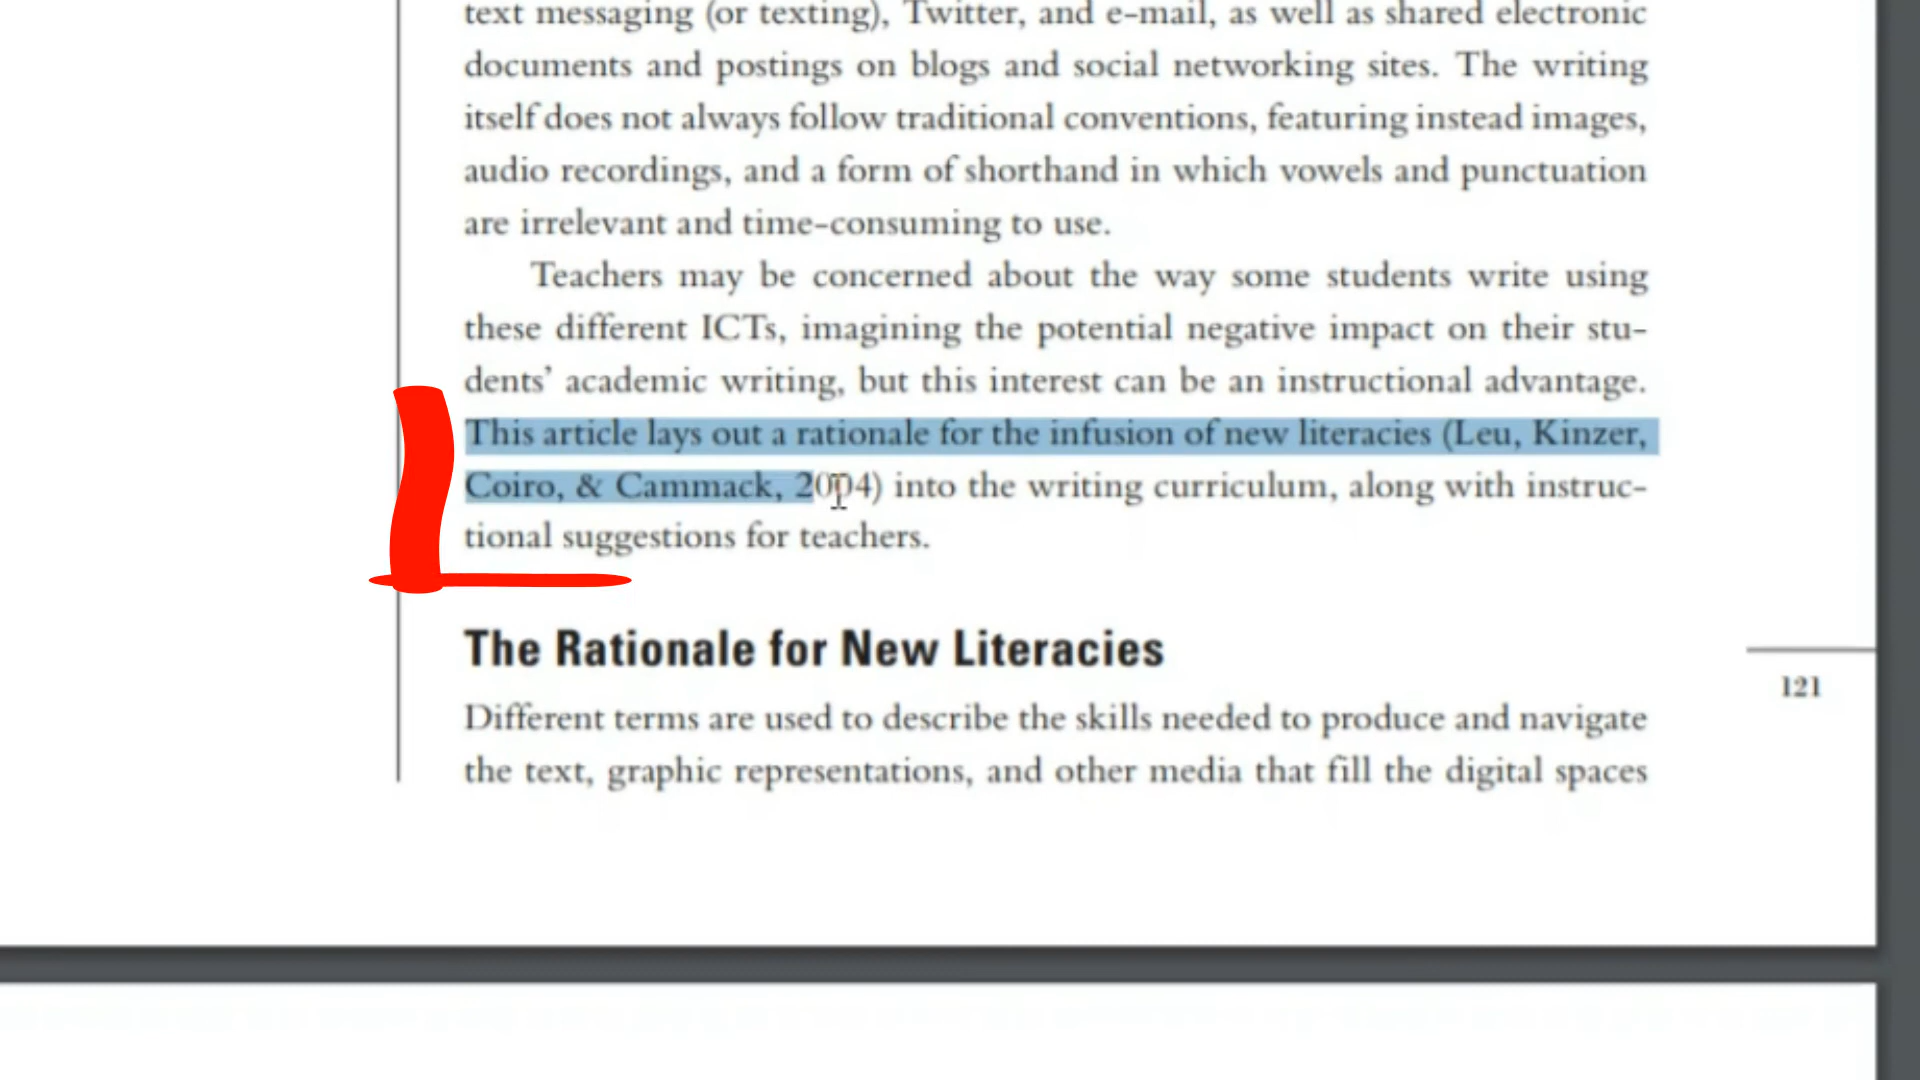 text messaging (or texting), Twitter, and e-mail, as well as shared electronic
documents and postings on blogs and social networking sites. The writing
itself does not always follow traditional conventions, featuring instead images,
audio recordings, and a form of shorthand in which vowels and punctuation
are irrelevant and time-consuming to use.
Teachers may be concerned about the way some students write using
these different ICTs, imagining the potential negative impact on their stu-
dents’ academic writing, but this interest can be an instructional advantage.
This article lays out a rationale for the infusion of new literacies (Leu, Kinzer,
Coiro, & Cammack, 2004) into the writing curriculum, along with instruc-
tional suggestions for teachers.
The Rationale for New Literacies
121
Different terms are used to describe the skills needed to produce and navigate
the text, graphic representations, and other media that fill the digital spaces